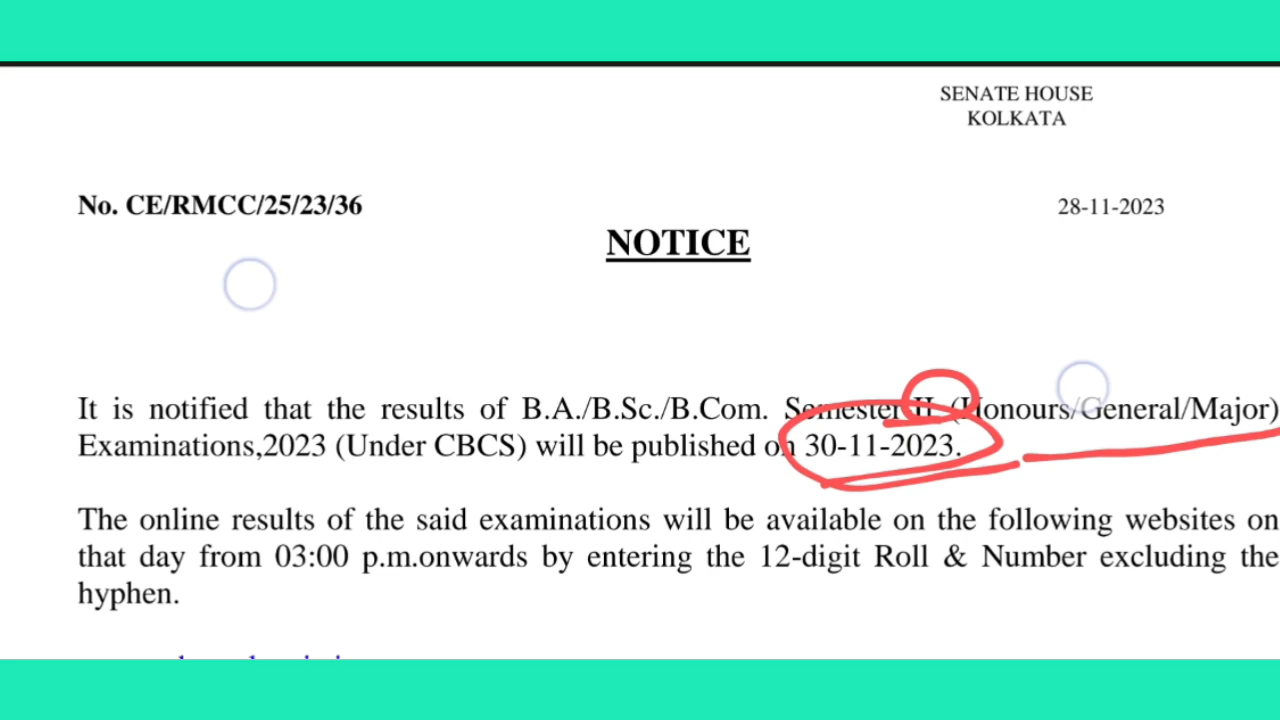 SENATE HOUSE
KOLKATA
No. CE/RMCC/25/23/36
28-11-2023
NOTICE
It is notified that the results of B.A./B.Sc./B.Com. Semester II (Honours/General/Major)
Examinations,2023 (Under CBCS) will be published on 30-11-2023.
The online results of the said examinations will be available on the following websites on
that day from 03:00 p.m.onwards by entering the 12-digit Roll & Number excluding the
hyphen.